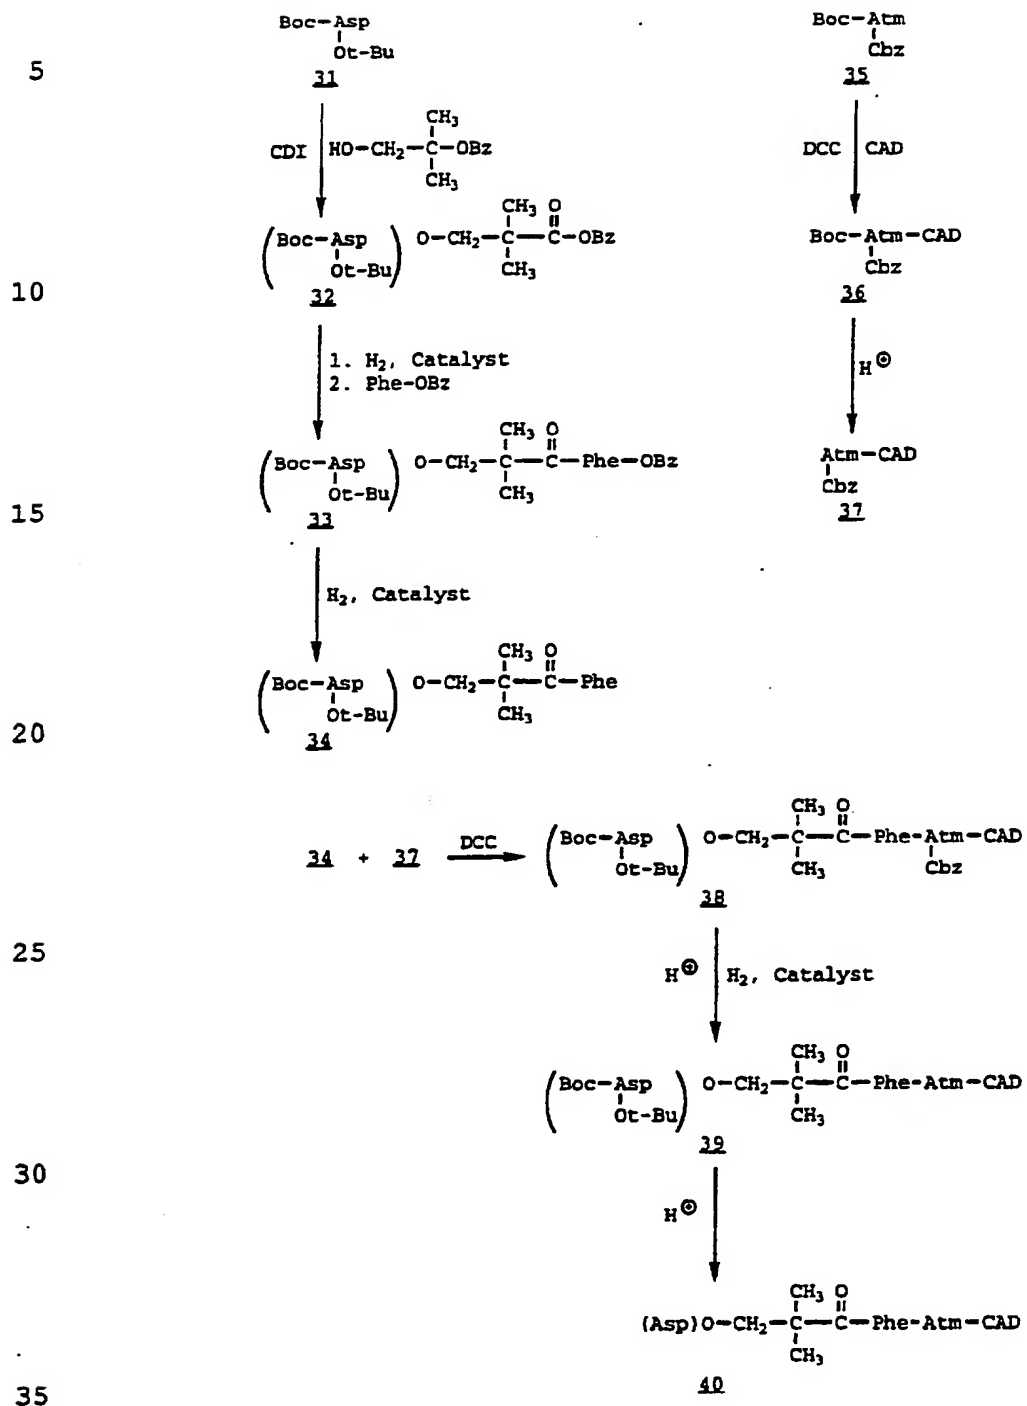 Boc-Asp
Ot-Bu
31
5
Boc-Atm
Cbz
35
CDI
CH3
HO-CH2-C-OBz
CH3
DCC CAD
(Boc-Asp
Ot-Bu)
CH3 O
O-CH2-C-C-OBz
CH3
32
10
Boc-Atm-CAD
Cbz
36
1. H2, Catalyst
2. Phe-OBz
H⊕
(Boc-Asp
Ot-Bu)
CH3 O
O-CH2-C-C-Phe-OBz
CH3
33
15
Atm-CAD
Cbz
37
H2, Catalyst
(Boc-Asp
Ot-Bu)
CH3 O
O-CH2-C-C-Phe
CH3
34
20
34 + 37
DCC
(Boc-Asp
Ot-Bu)
CH3 O
O-CH2-C-C-Phe-Atm-CAD
CH3 Cbz
38
25
H⊕ H2, Catalyst
(Boc-Asp
Ot-Bu)
CH3 O
O-CH2-C-C-Phe-Atm-CAD
CH3
39
30
H⊕
CH3 O
(Asp)O-CH2-C-C-Phe-Atm-CAD
CH3
40
35